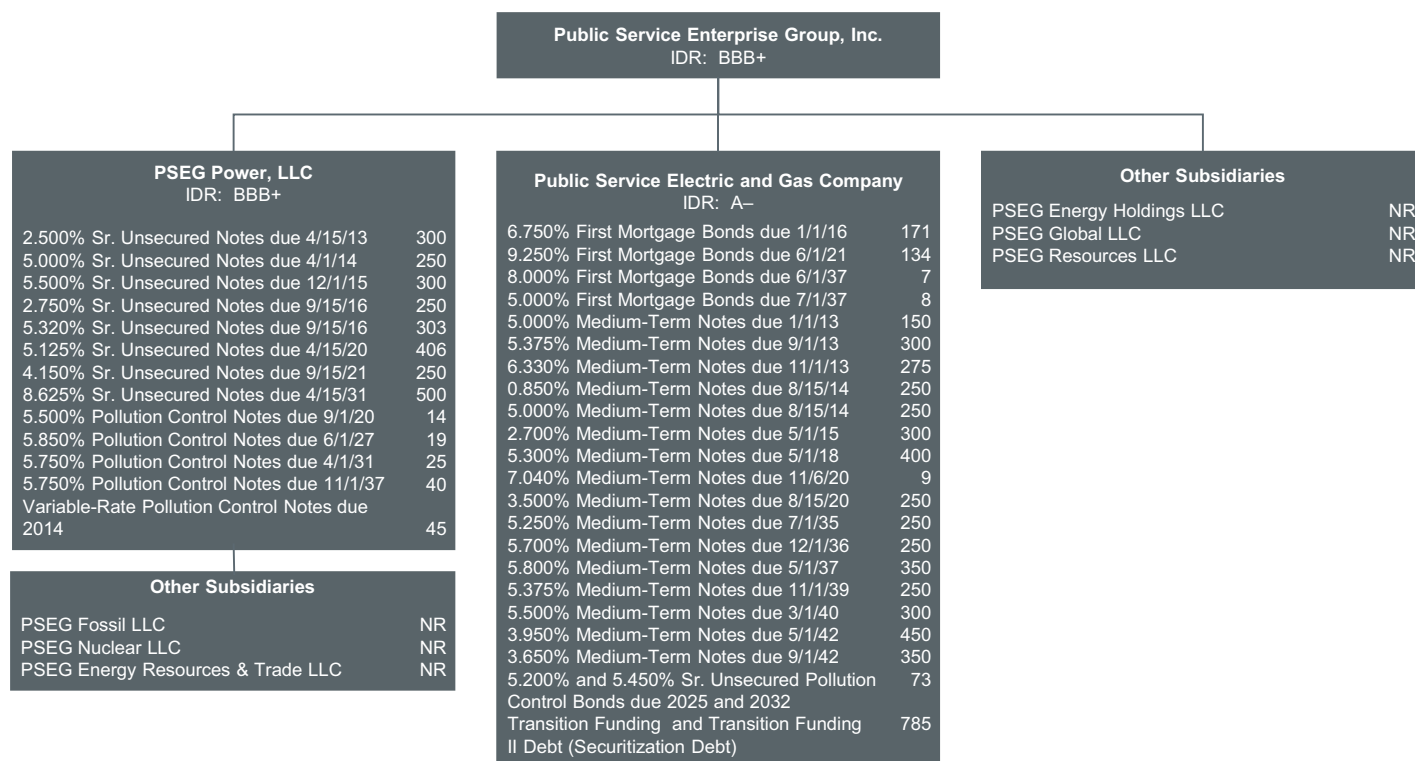 Public Service Enterprise Group, Inc.
IDR: BBB+
PSEG Power, LLC
IDR: BBB+
2.500% Sr. Unsecured Notes due 4/15/13 300
5.000% Sr. Unsecured Notes due 4/1/14 250
5.500% Sr. Unsecured Notes due 12/1/15 300
2.750% Sr. Unsecured Notes due 9/15/16 250
5.320% Sr. Unsecured Notes due 9/15/16 303
5.125% Sr. Unsecured Notes due 4/15/20 406
4.150% Sr. Unsecured Notes due 9/15/21 250
8.625% Sr. Unsecured Notes due 4/15/31 500
5.500% Pollution Control Notes due 9/1/20 14
5.850% Pollution Control Notes due 6/1/27 19
5.750% Pollution Control Notes due 4/1/31 25
5.750% Pollution Control Notes due 11/1/37 40
Variable-Rate Pollution Control Notes due
2014 45
Other Subsidiaries
PSEG Fossil LLC NR
PSEG Nuclear LLC NR
PSEG Energy Resources & Trade LLC NR
Public Service Electric and Gas Company
IDR: A–
6.750% First Mortgage Bonds due 1/1/16 171
9.250% First Mortgage Bonds due 6/1/21 134
8.000% First Mortgage Bonds due 6/1/37 7
5.000% First Mortgage Bonds due 7/1/37 8
5.000% Medium-Term Notes due 1/1/13 150
5.375% Medium-Term Notes due 9/1/13 300
6.330% Medium-Term Notes due 11/1/13 275
0.850% Medium-Term Notes due 8/15/14 250
5.000% Medium-Term Notes due 8/15/14 250
2.700% Medium-Term Notes due 5/1/15 300
5.300% Medium-Term Notes due 5/1/18 400
7.040% Medium-Term Notes due 11/6/20 9
3.500% Medium-Term Notes due 8/15/20 250
5.250% Medium-Term Notes due 7/1/35 250
5.700% Medium-Term Notes due 12/1/36 250
5.800% Medium-Term Notes due 5/1/37 350
5.375% Medium-Term Notes due 11/1/39 250
5.500% Medium-Term Notes due 3/1/40 300
3.950% Medium-Term Notes due 5/1/42 450
3.650% Medium-Term Notes due 9/1/42 350
5.200% and 5.450% Sr. Unsecured Pollution 73
Control Bonds due 2025 and 2032
Transition Funding and Transition Funding 785
II Debt (Securitization Debt)
Other Subsidiaries
PSEG Energy Holdings LLC NR
PSEG Global LLC NR
PSEG Resources LLC NR